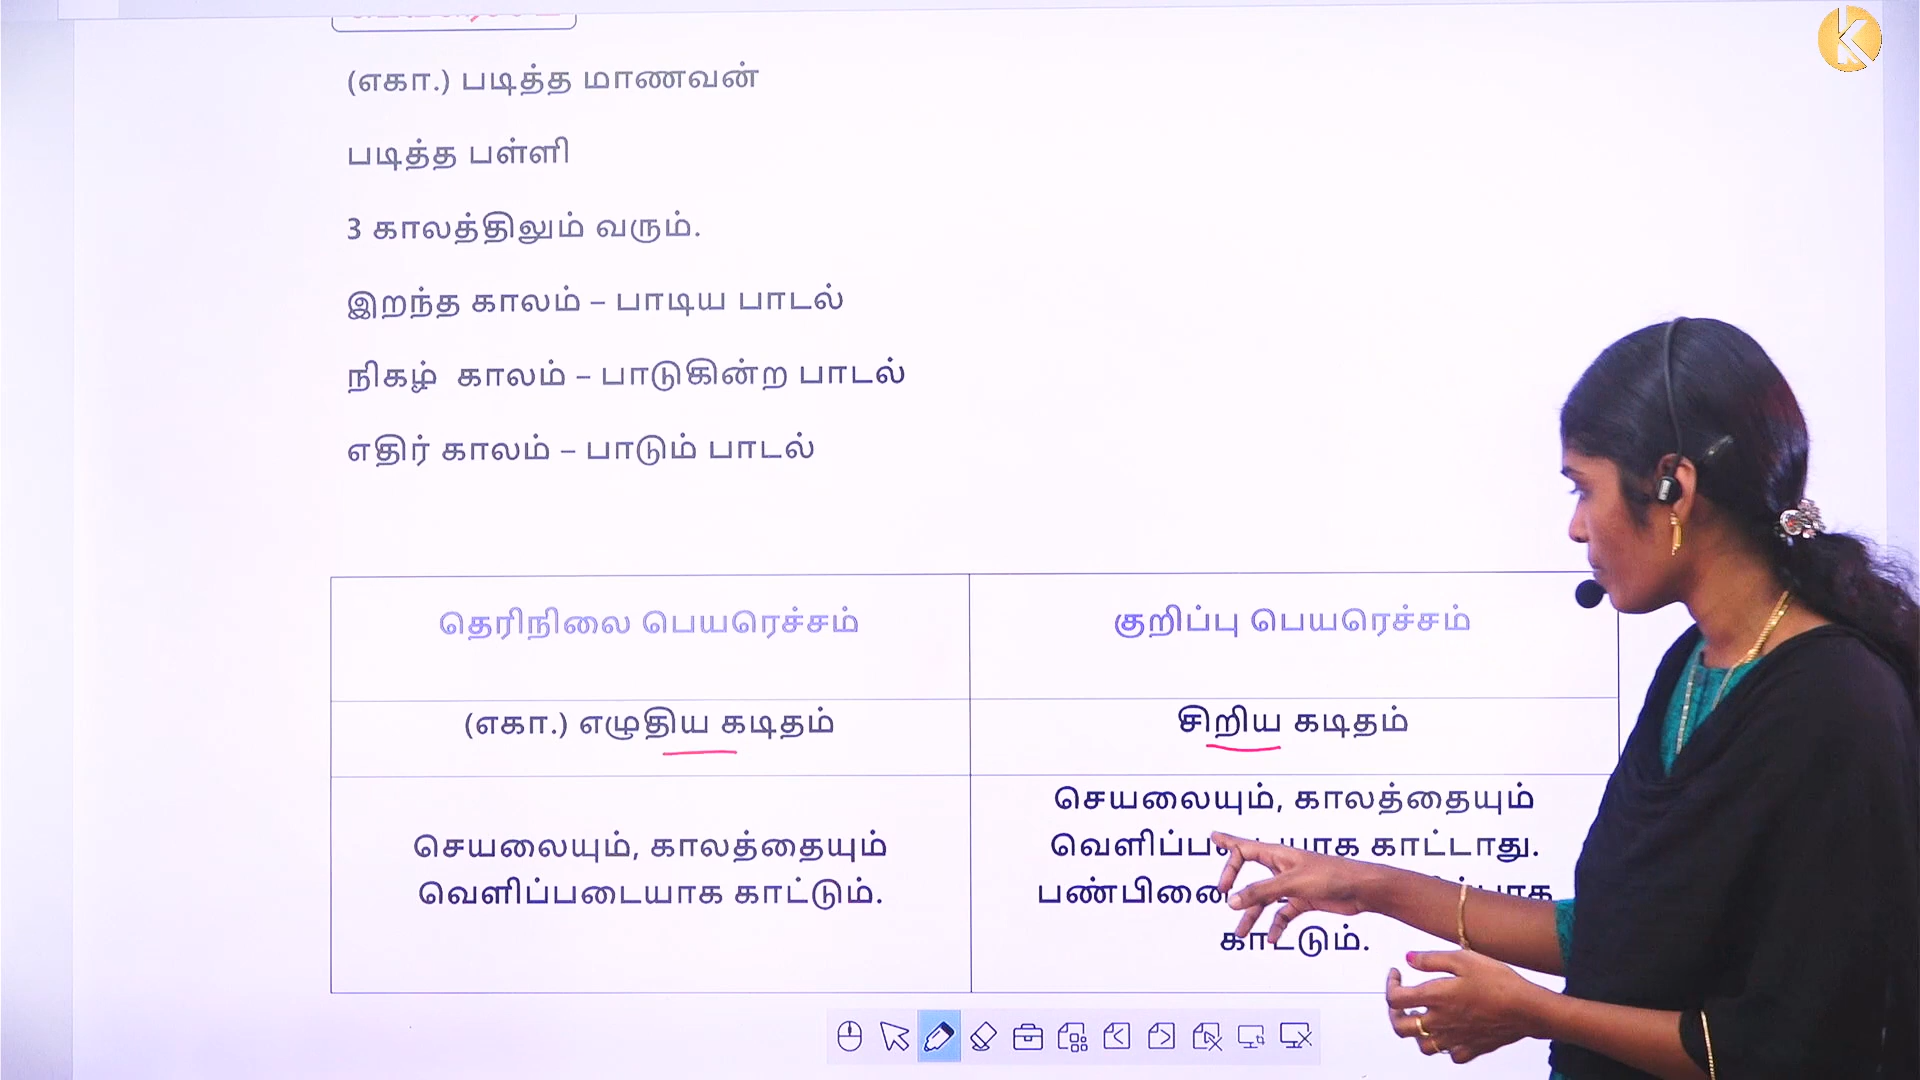 (எகா.) படித்த மாணவன்
படித்த பள்ளி
3 காலத்திலும் வரும்.
இறந்த காலம் – பாடிய பாடல்
நிகழ் காலம் – பாடுகின்ற பாடல்
எதிர் காலம் – பாடும் பாடல்
தெரிநிலை பெயரெச்சம்
குறிப்பு பெயரெச்சம்
(எகா.) எழுதிய கடிதம்
சிறிய கடிதம்
செயலையும், காலத்தையும்
வெளிப்படையாக காட்டும்.
செயலையும், காலத்தையும்
காட்டாது.
காட்டும்.